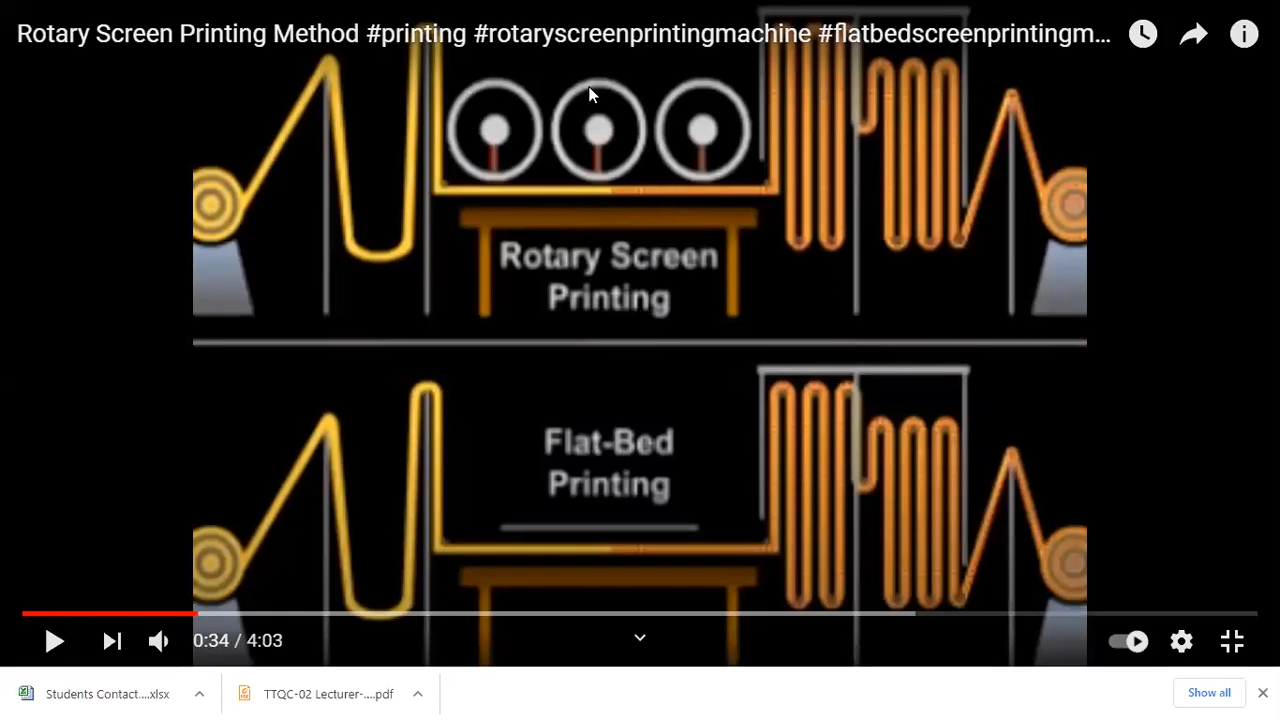 Rotary Screen Printing Method #printing #rotaryscreenprintingmachine #flatbedscreenprintingm...
Rotary Screen
Printing
Flat-Bed
Printing
0:34 / 4:03
Students Contact....xlsx
TTQC-02 Lecturer-....pdf
Show all